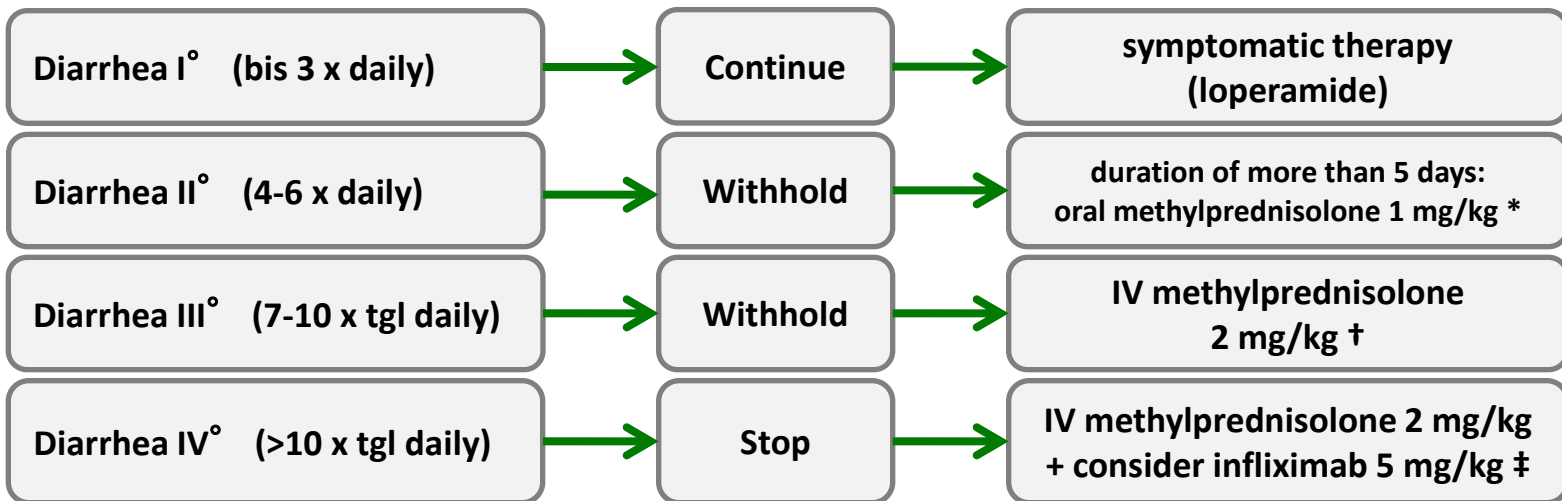 Diarrhea I° (bis 3 x daily)
Continue
symptomatic therapy
(loperamide)
Diarrhea II° (4-6 x daily)
Withhold
duration of more than 5 days:
oral methylprednisolone 1 mg/kg *
Diarrhea III° (7-10 x tgl daily)
Withhold
IV methylprednisolone
2 mg/kg †
Diarrhea IV° (>10 x tgl daily)
Stop
IV methylprednisolone 2 mg/kg
+ consider infliximab 5 mg/kg ‡